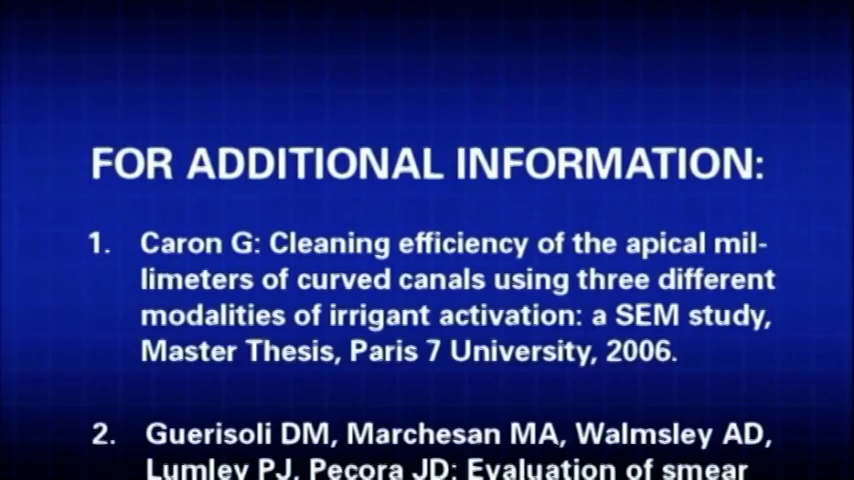 FOR ADDITIONAL INFORMATION:
1. Caron G: Cleaning efficiency of the apical mil-
limeters of curved canals using three different
modalities of irrigant activation: a SEM study,
Master Thesis, Paris 7 University, 2006.
2. Guerisoli DM, Marchesan MA, Walmsley AD,
Lumley PJ, Pecora JD: Evaluation of smear